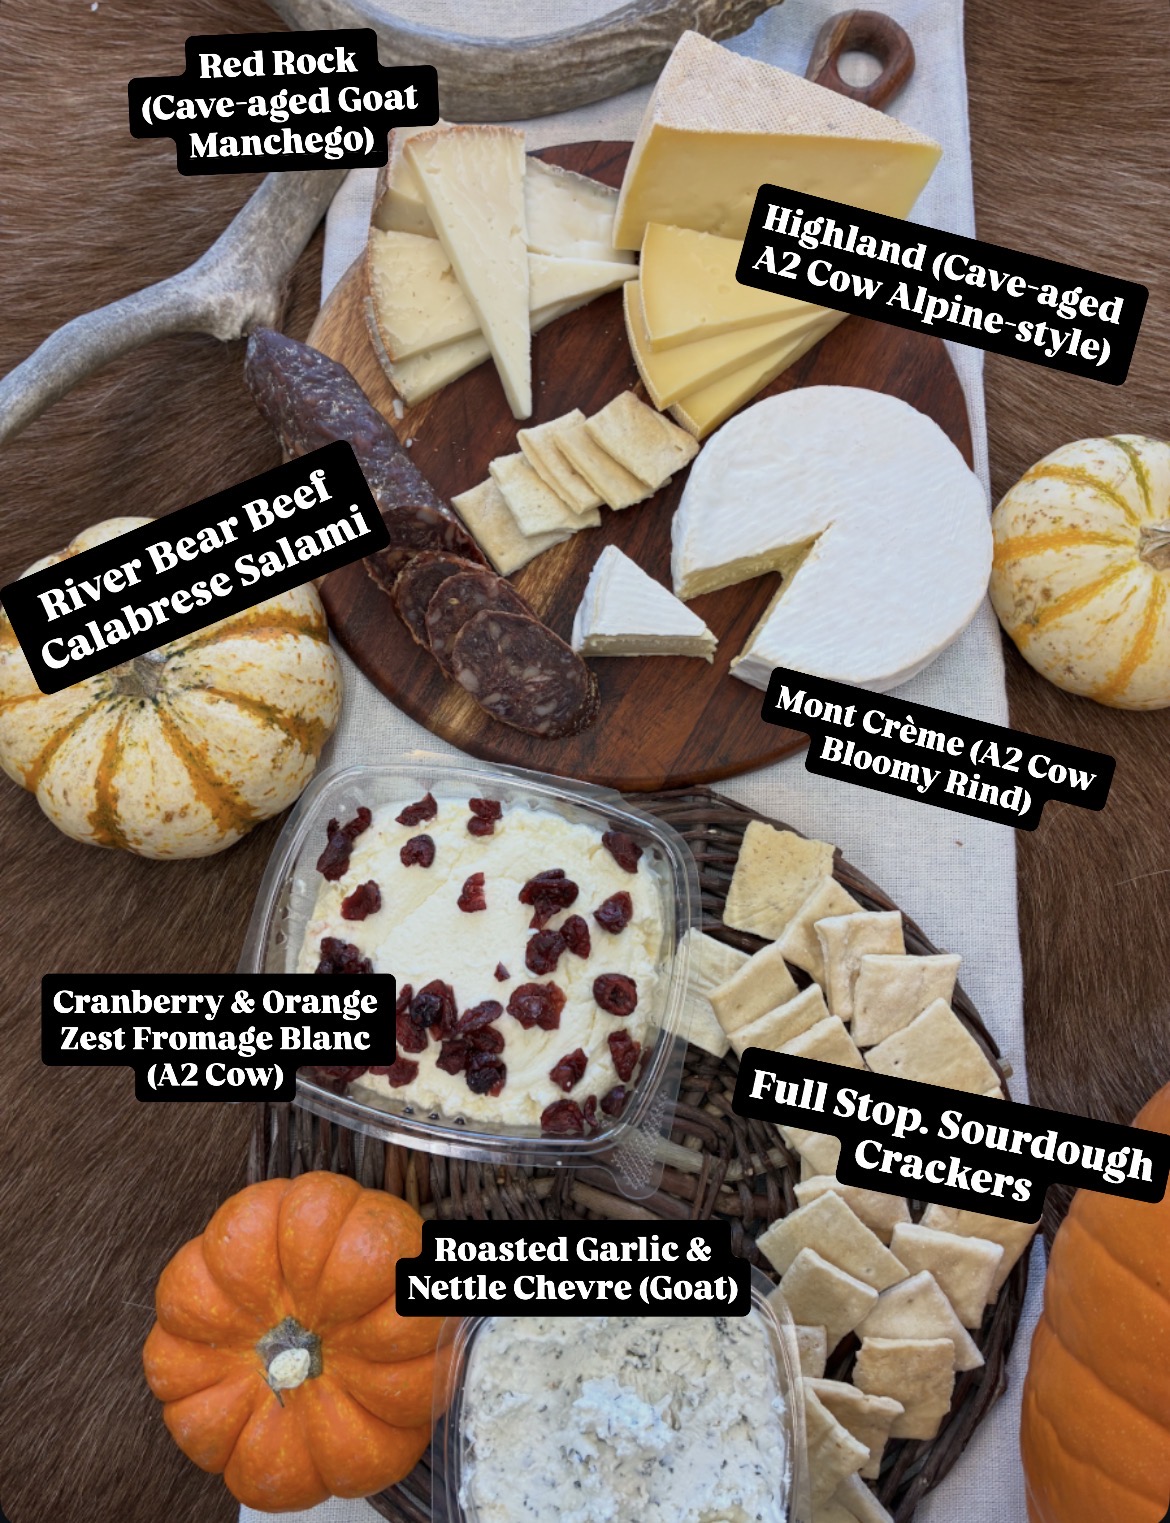 Red Rock
(Cave-aged Goat
Manchego)
Highland (Cave-aged
A2 Cow Alpine-style)
River Bear Beef
Calabrese Salami
Mont Crème (A2 Cow
Bloomy Rind)
Cranberry & Orange
Zest Fromage Blanc
(A2 Cow)
Full Stop. Sourdough
Crackers
Roasted Garlic &
Nettle Chevre (Goat)